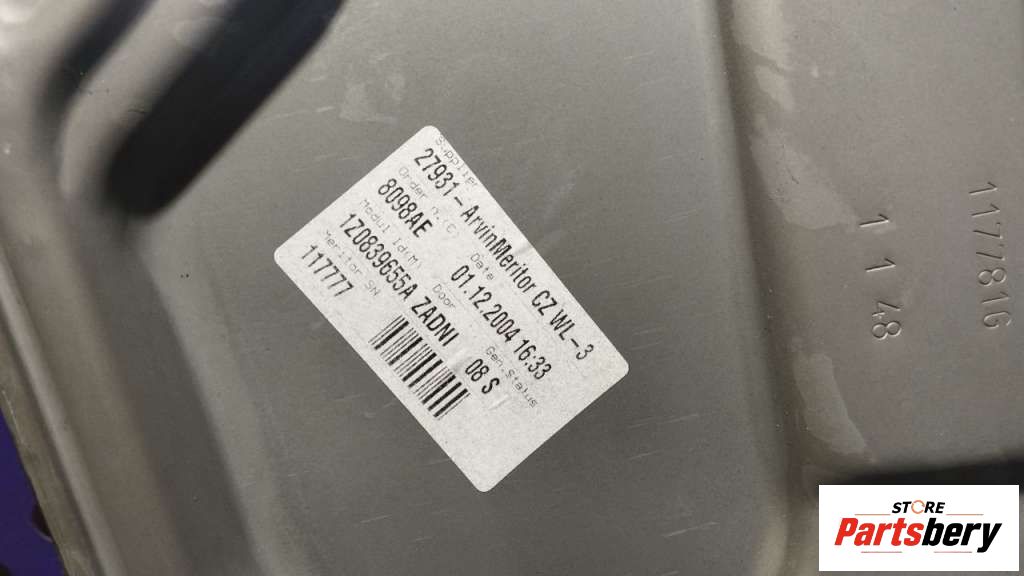 Supplier
27931-ArvinMeritor CZ WL-3
Order n. Date
8098AE 01.12.2004 16:33
Modul Id(M) Door Gen.Status
1Z0839655A ZADNI 08 S
Meritor SN
117777
1 1 48
1177816
STORE
Partsbery